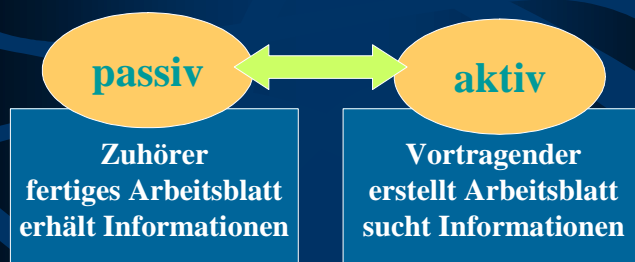 passiv
aktiv
Zuhörer
fertiges Arbeitsblatt
erhält Informationen
Vortragender
erstellt Arbeitsblatt
sucht Informationen